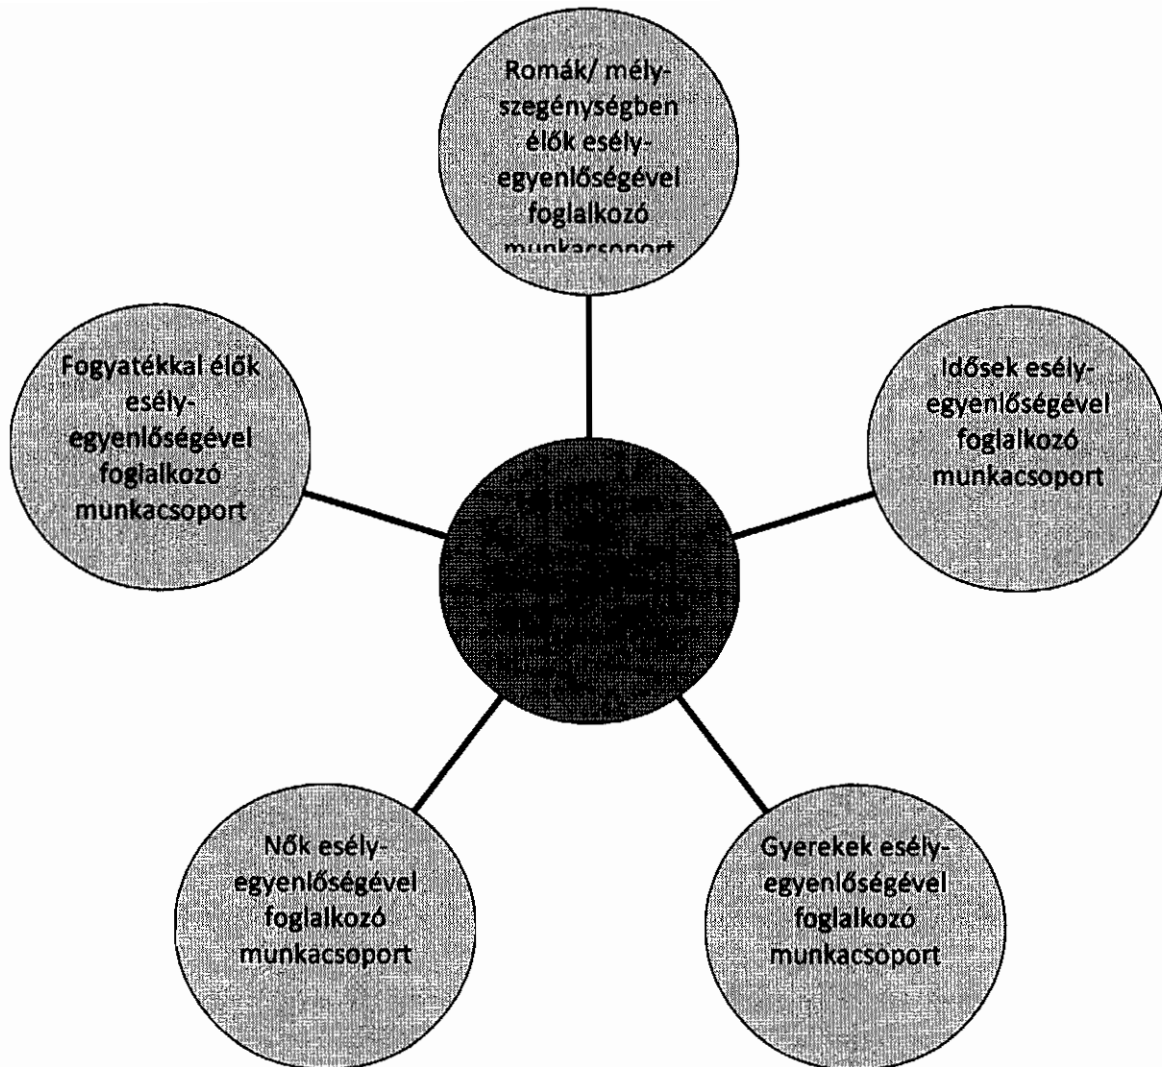 Romák/ mély-
szegénységben
élők esély-
egyenlőségével
foglalkozó
munkacsoport
Idősek esély-
egyenlőségével
foglalkozó
munkacsoport
Gyerekek esély-
egyenlőségével
foglalkozó
munkacsoport
Nők esély-
egyenlőségével
foglalkozó
munkacsoport
Fogyatékkal élők
esély-
egyenlőségével
foglalkozó
munkacsoport